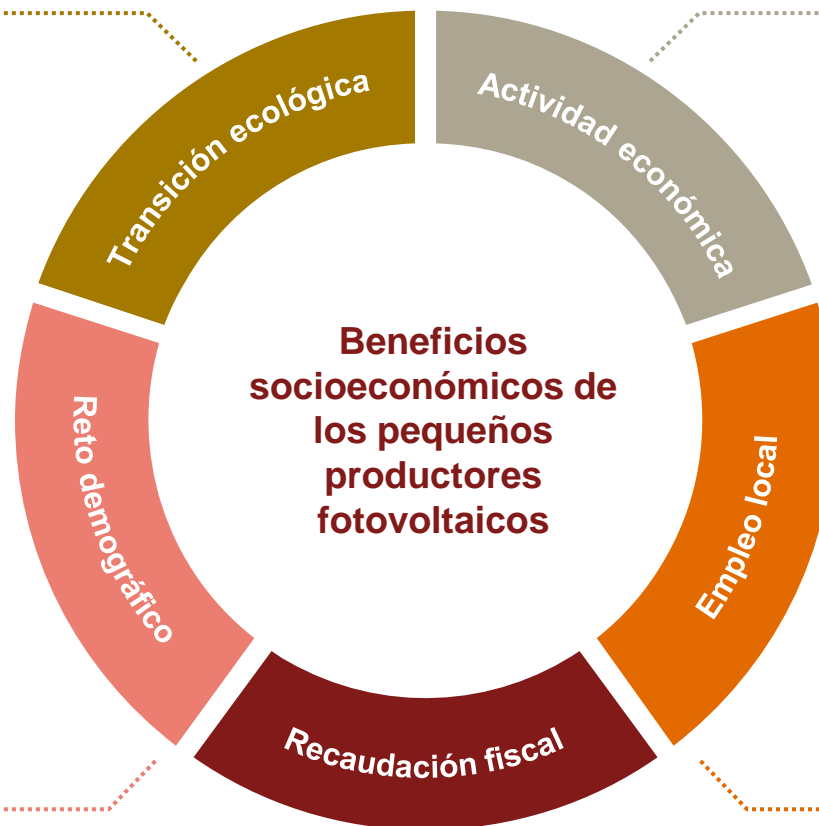 Transición ecológica
Actividad económica
Beneficios
socioeconómicos de
los pequeños
productores
fotovoltaicos
Reto demográfico
Empleo local
Recaudación fiscal